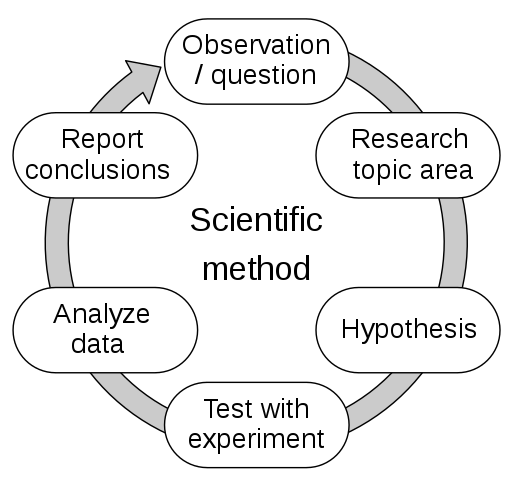 Observation
/ question
Research
topic area
Hypothesis
Test with
experiment
Analyze
data
Report
conclusions
Scientific
method